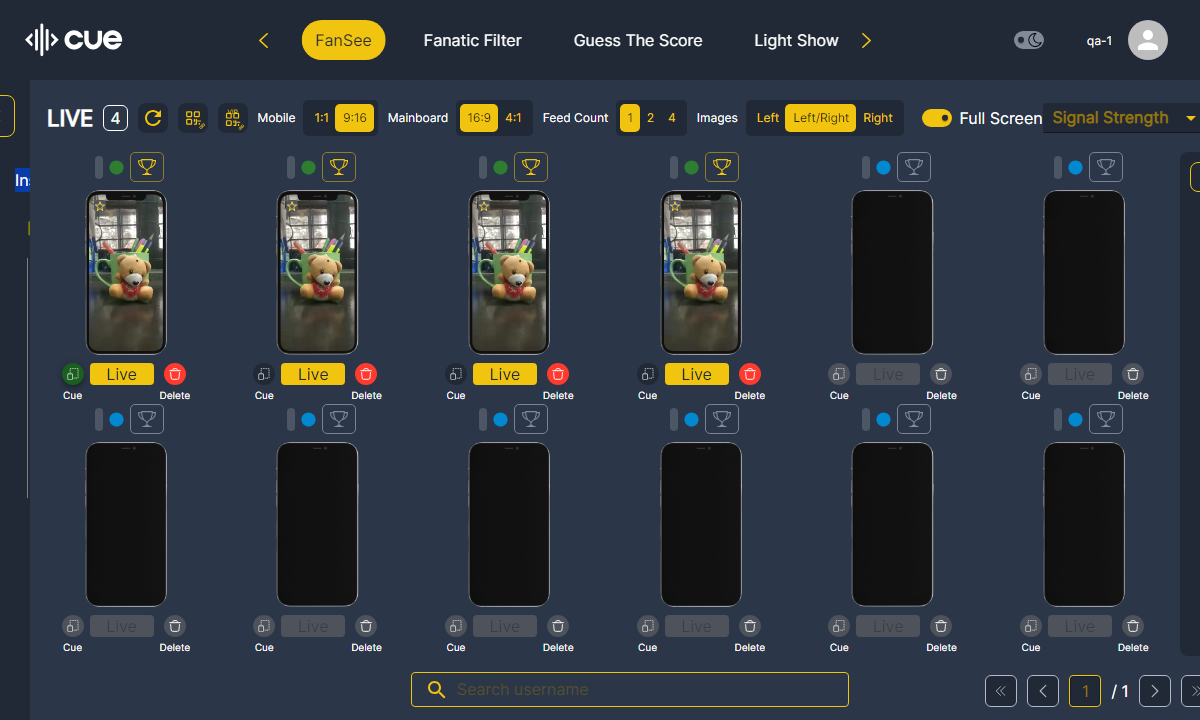 cue
FanSee
Fanatic Filter
Guess The Score
Light Show
qa-1
LIVE 4
VIP
Mobile 1:1 9:16
Mainboard 16:9 4:1
Feed Count 1 2 4
Images Left Left/Right Right
Full Screen
Signal Strength
Ins
Live Live Live Live Live Live
Cue Delete Cue Delete Cue Delete Cue Delete Cue Delete Cue Delete
Live Live Live Live Live Live
Cue Delete Cue Delete Cue Delete Cue Delete Cue Delete Cue Delete
Search username
1 / 1